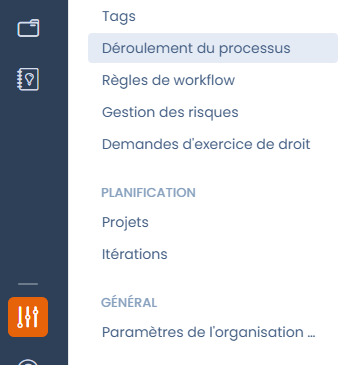 Tags
Déroulement du processus
Règles de workflow
Gestion des risques
Demandes d'exercice de droit
PLANIFICATION
Projets
Itérations
GÉNÉRAL
Paramètres de l'organisation ...